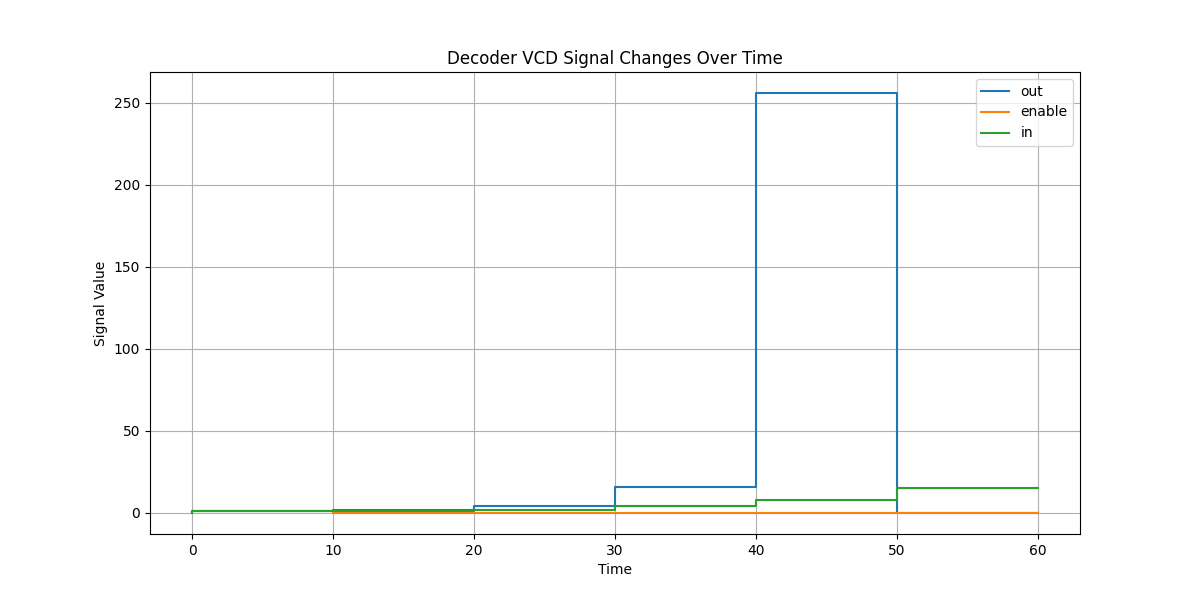 Decoder VCD Signal Changes Over Time
out
enable
in
250
200
150
100
50
0
Signal Value
0 10 20 30 40 50 60
Time